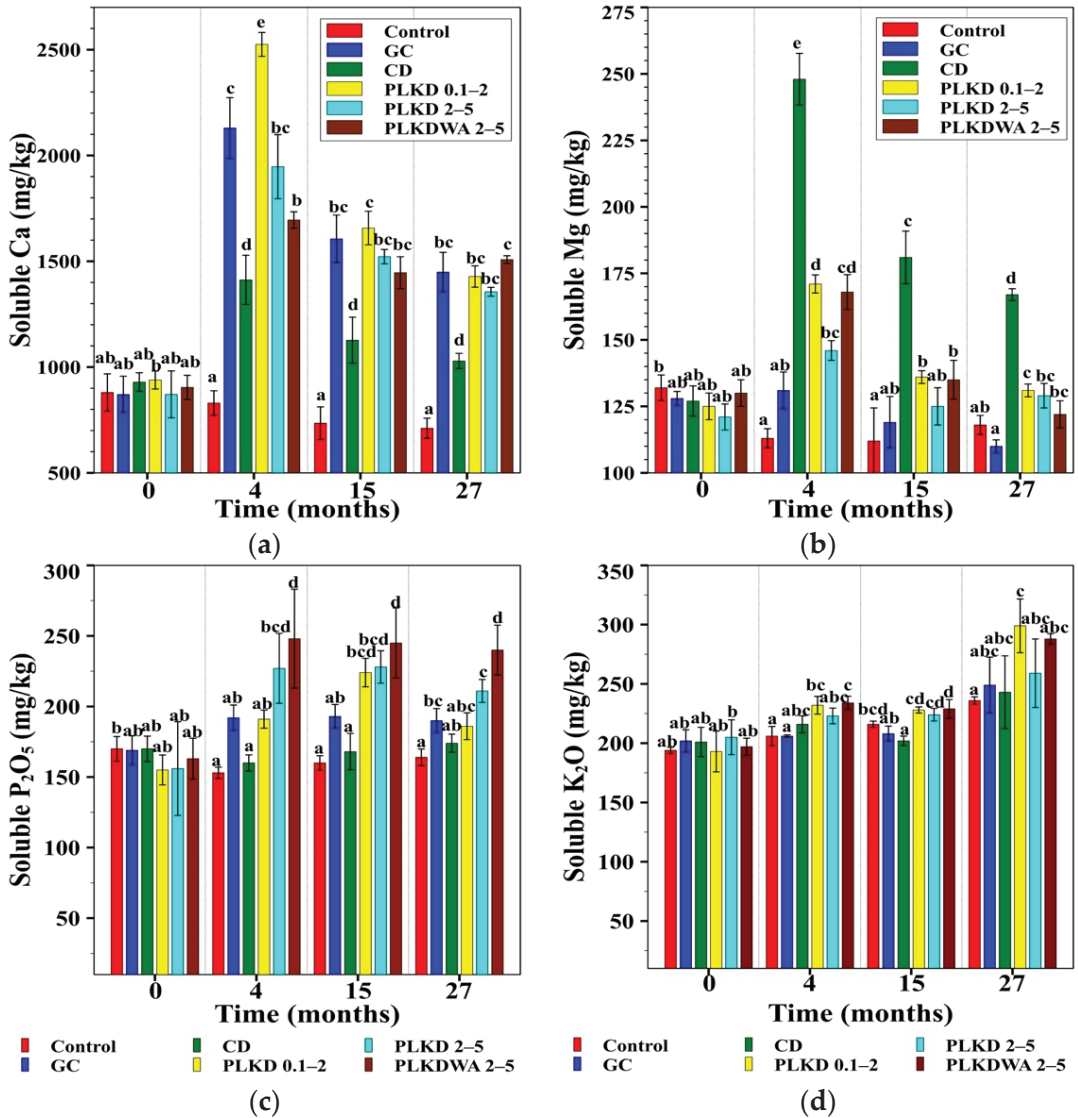 Soluble Ca (mg/kg)
2500
2000
1500
1000
500
Control
GC
CD
PLKD 0.1–2
PLKD 2–5
PLKDWA 2–5
ab ab ab b ab ab
a c d e bc b
a bc d c bc bc
a bc d bc bc c
0 4 15 27
Time (months)
(a)
Soluble Mg (mg/kg)
275
250
225
200
175
150
125
100
Control
GC
CD
PLKD 0.1–2
PLKD 2–5
PLKDWA 2–5
b ab ab ab a ab
a ab e d bc cd
a ab c b ab b
ab a d c bc abc
0 4 15 27
Time (months)
(b)
Soluble P2O5 (mg/kg)
300
250
200
150
100
50
b ab ab ab ab ab
a ab a ab bcd d
a ab a bcd bcd d
a bc ab abc c d
0 4 15 27
Time (months)
Control CD PLKD 2–5
GC PLKD 0.1–2 PLKDWA 2–5
(c)
Soluble K2O (mg/kg)
350
300
250
200
150
100
50
ab ab ab ab b ab
a a abc bc abc c
bcd ab a cd cd d
a abc abc c abc abc
0 4 15 27
Time (months)
Control CD PLKD 2–5
GC PLKD 0.1–2 PLKDWA 2–5
(d)